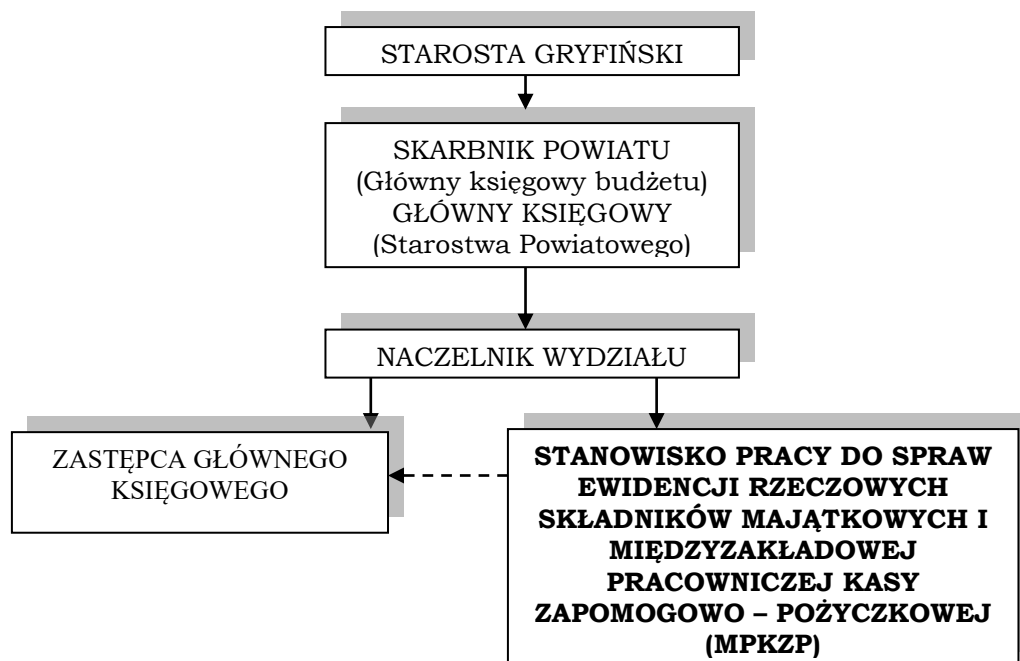 STAROSTA GRYFIŃSKI
SKARBNIK POWIATU
(Główny księgowy budżetu)
GŁÓWNY KSIĘGOWY
(Starostwa Powiatowego)
NACZELNIK WYDZIAŁU
ZASTĘPCA GŁÓWNEGO
KSIĘGOWEGO
STANOWISKO PRACY DO SPRAW
EWIDENCJI RZECZOWYCH
SKŁADNIKÓW MAJĄTKOWYCH I
MIĘDZYZAKŁADOWEJ
PRACOWNICZEJ KASY
ZAPOMOGOWO – POŻYCZKOWEJ
(MPKZP)